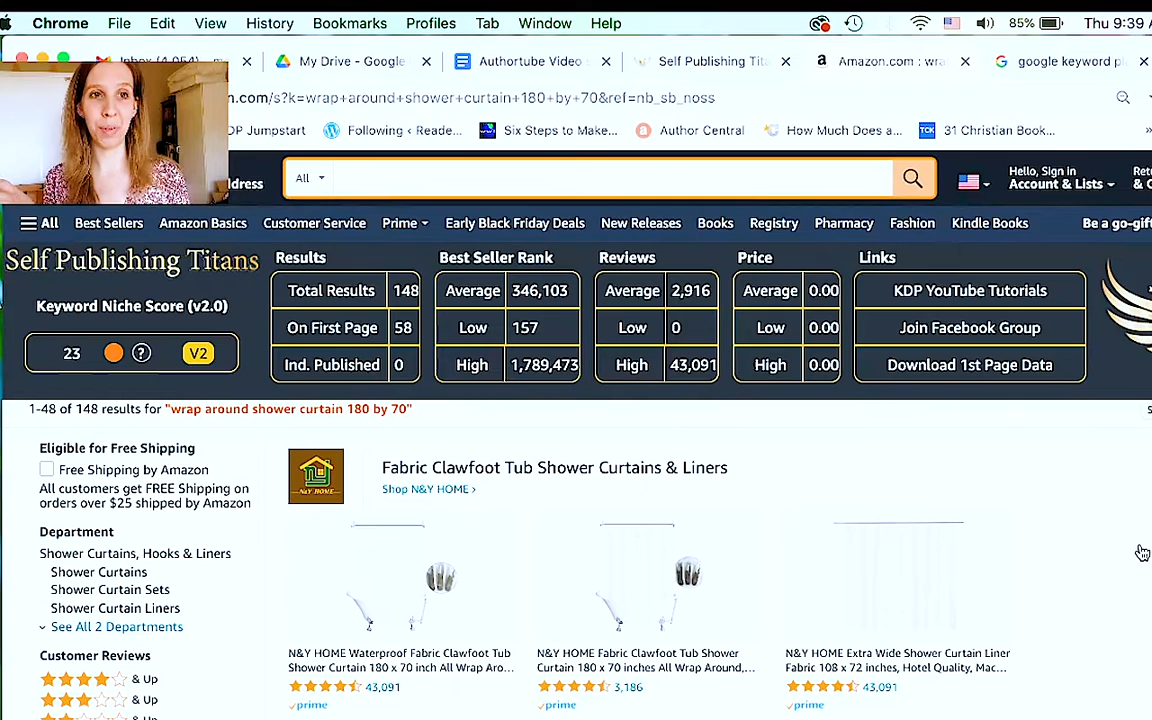 Chrome File Edit View History Bookmarks Profiles Tab Window Help 85% Thu 9:39
My Drive - Google Authortube Video Self Publishing Tit Amazon.com : wra google keyword pl
n.com/s?k=wrap+around+shower+curtain+180+by+70&ref=nb_sb_noss
DP Jumpstart Following ‹ Reade... Six Steps to Make... Author Central How Much Does a... TCK 31 Christian Book... »
ddress All Hello, Sign in
Account & Lists
All Best Sellers Amazon Basics Customer Service Prime Early Black Friday Deals New Releases Books Registry Pharmacy Fashion Kindle Books Be a go-gift
Self Publishing Titans
Keyword Niche Score (v2.0)
23 ? V2
Results
Total Results 148
On First Page 58
Ind. Published 0
Best Seller Rank
Average 346,103
Low 157
High 1,789,473
Reviews
Average 2,916
Low 0
High 43,091
Price
Average 0.00
Low 0.00
High 0.00
Links
KDP YouTube Tutorials
Join Facebook Group
Download 1st Page Data
1-48 of 148 results for "wrap around shower curtain 180 by 70"
Eligible for Free Shipping
Free Shipping by Amazon
All customers get FREE Shipping on
orders over $25 shipped by Amazon
Department
Shower Curtains, Hooks & Liners
Shower Curtains
Shower Curtain Sets
Shower Curtain Liners
See All 2 Departments
Customer Reviews
& Up
& Up
N&Y HOME
Fabric Clawfoot Tub Shower Curtains & Liners
Shop N&Y HOME ›
N&Y HOME Waterproof Fabric Clawfoot Tub
Shower Curtain 180 x 70 inch All Wrap Aro...
43,091
prime
N&Y HOME Fabric Clawfoot Tub Shower
Curtain 180 x 70 inches All Wrap Around,...
3,186
prime
N&Y HOME Extra Wide Shower Curtain Liner
Fabric 108 x 72 inches, Hotel Quality, Mac...
43,091
prime